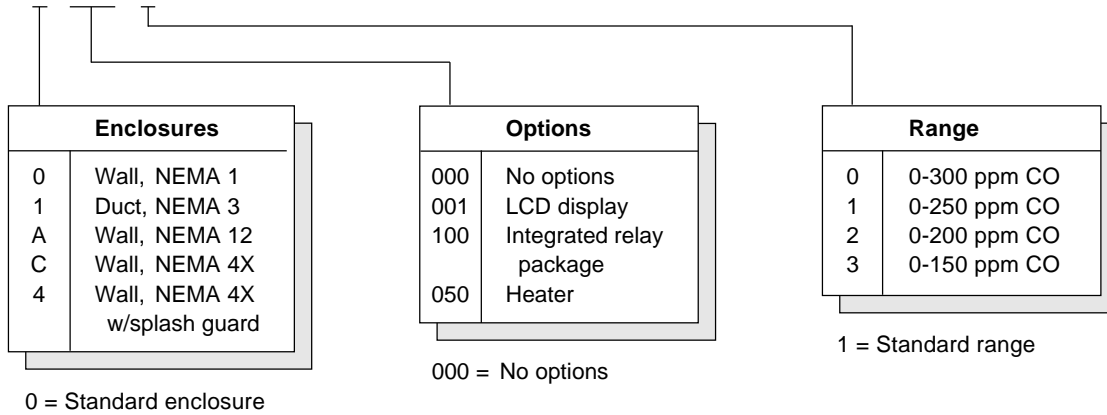 Enclosures
0 Wall, NEMA 1
1 Duct, NEMA 3
A Wall, NEMA 12
C Wall, NEMA 4X
4 Wall, NEMA 4X
w/splash guard
0 = Standard enclosure
Options
000 No options
001 LCD display
100 Integrated relay
package
050 Heater
000 = No options
Range
0 0-300 ppm CO
1 0-250 ppm CO
2 0-200 ppm CO
3 0-150 ppm CO
1 = Standard range